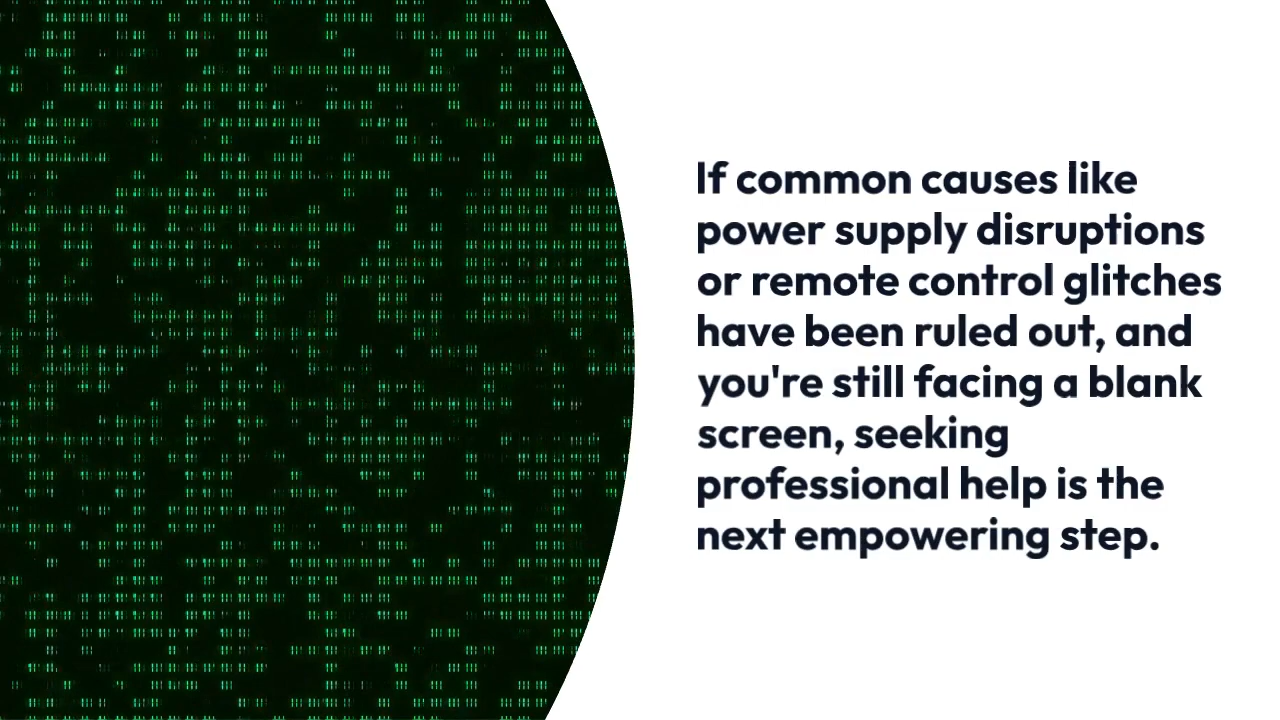 If common causes like
power supply disruptions
or remote control glitches
have been ruled out, and
you're still facing a blank
screen, seeking
professional help is the
next empowering step.